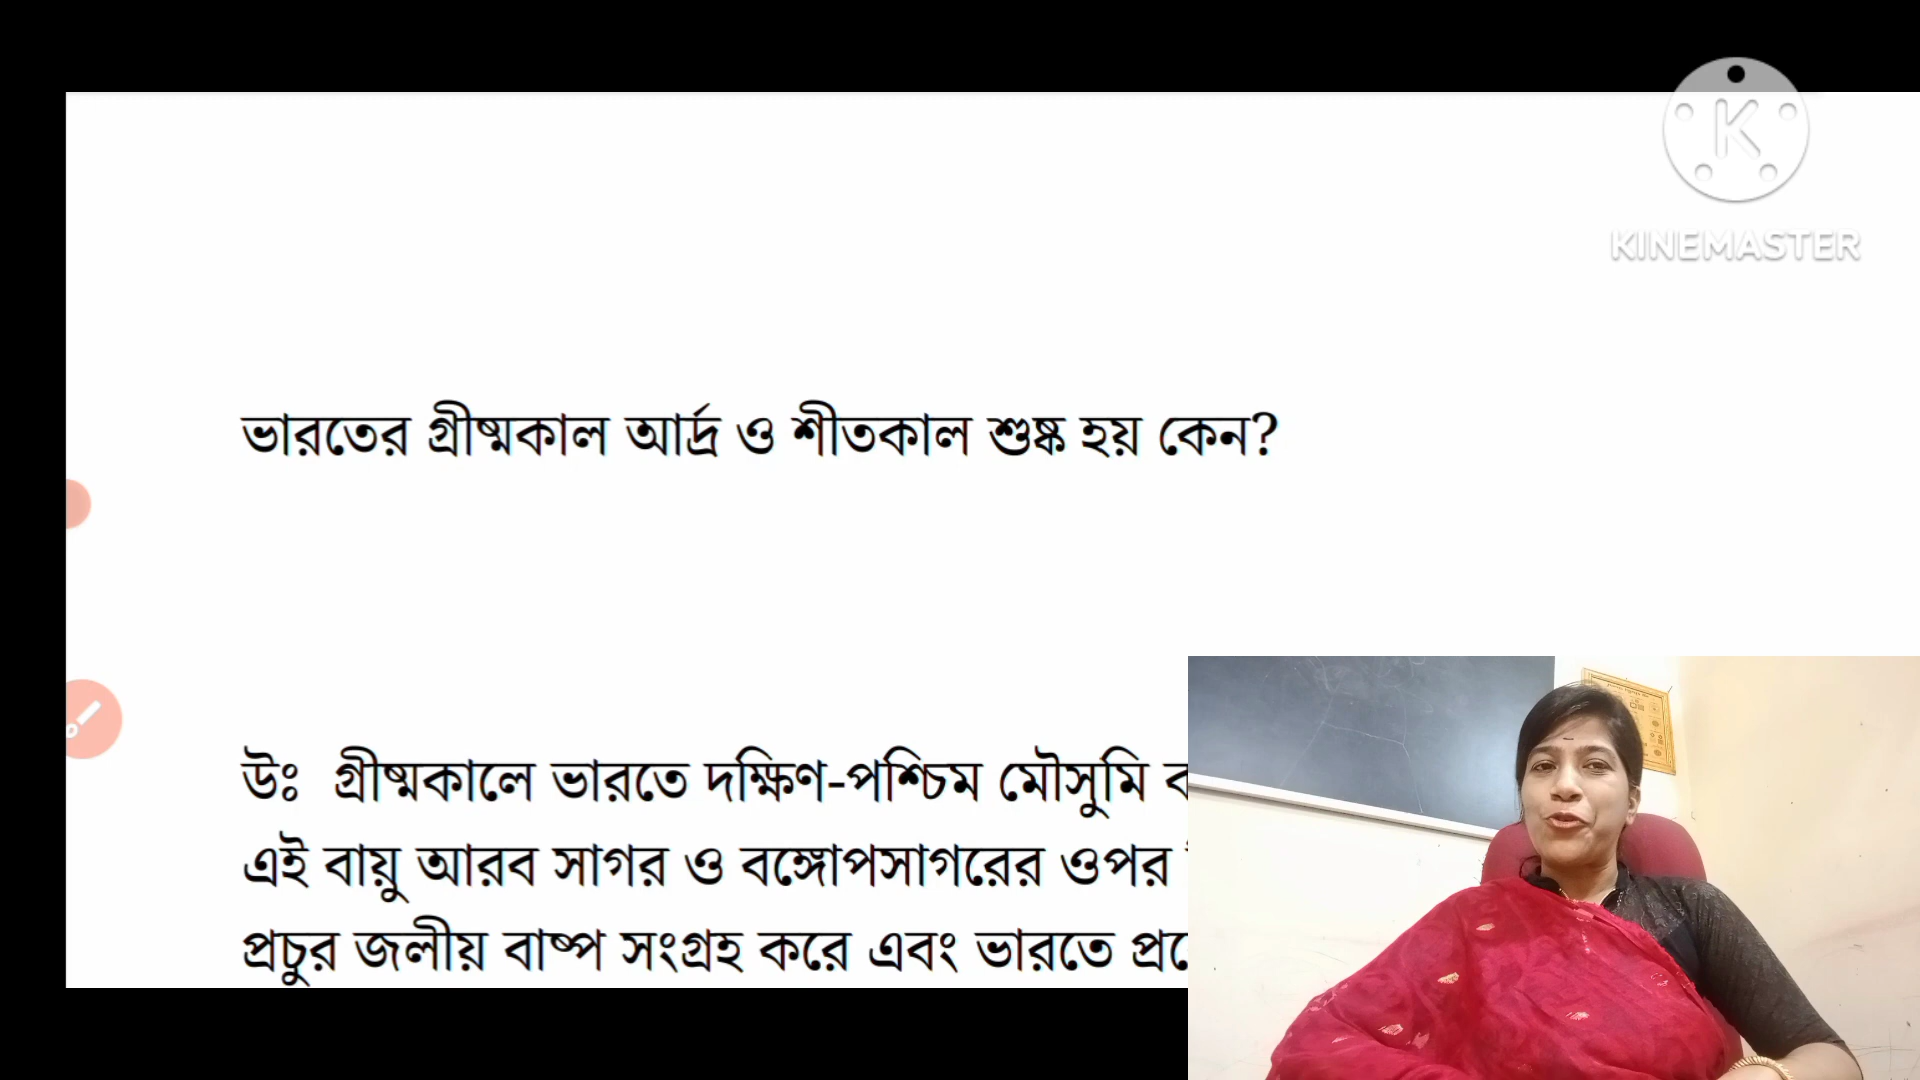 KINEMASTER
ভারতের গ্রীষ্মকাল আর্দ্র ও শীতকাল শুষ্ক হয় কেন?
উঃ গ্রীষ্মকালে ভারতে দক্ষিণ-পশ্চিম মৌসুমি
এই বায়ু আরব সাগর ও বঙ্গোপসাগরের ওপর
প্রচুর জলীয় বাষ্প সংগ্রহ করে এবং ভারতে